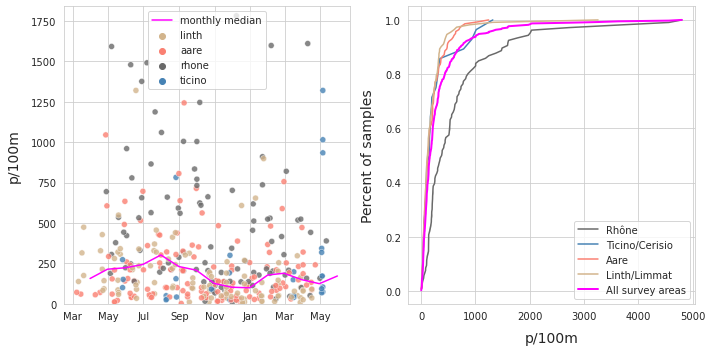 monthly median
linth
aare
rhone
ticino
p/100m
1750
1500
1250
1000
750
500
250
0
Mar
May
Jul
Sep
Nov
Jan
Mar
May
Percent of samples
1.0
0.8
0.6
0.4
0.2
0.0
Rhône
Ticino/Cerisio
Aare
Linth/Limmat
All survey areas
0
1000
2000
3000
4000
5000
p/100m